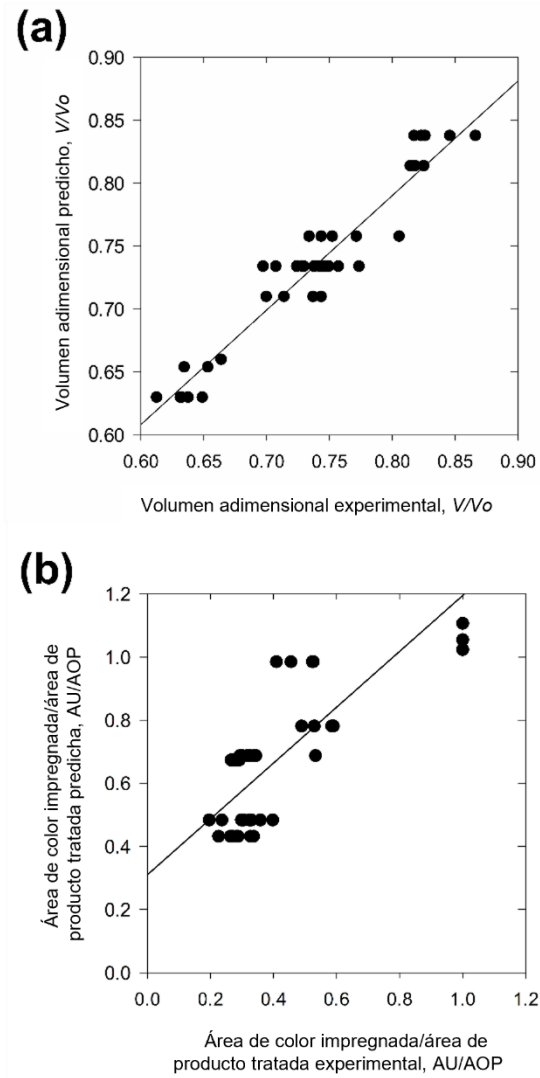 (a)
0.90
0.85
0.80
0.75
0.70
0.65
0.60
Volumen adimensional predicho, V/Vo
0.60 0.65 0.70 0.75 0.80 0.85 0.90
Volumen adimensional experimental, V/Vo
(b)
1.2
1.0
0.8
0.6
0.4
0.2
0.0
Área de color impregnada/área de
producto tratada predicha, AU/AOP
0.0 0.2 0.4 0.6 0.8 1.0 1.2
Área de color impregnada/área de
producto tratada experimental, AU/AOP